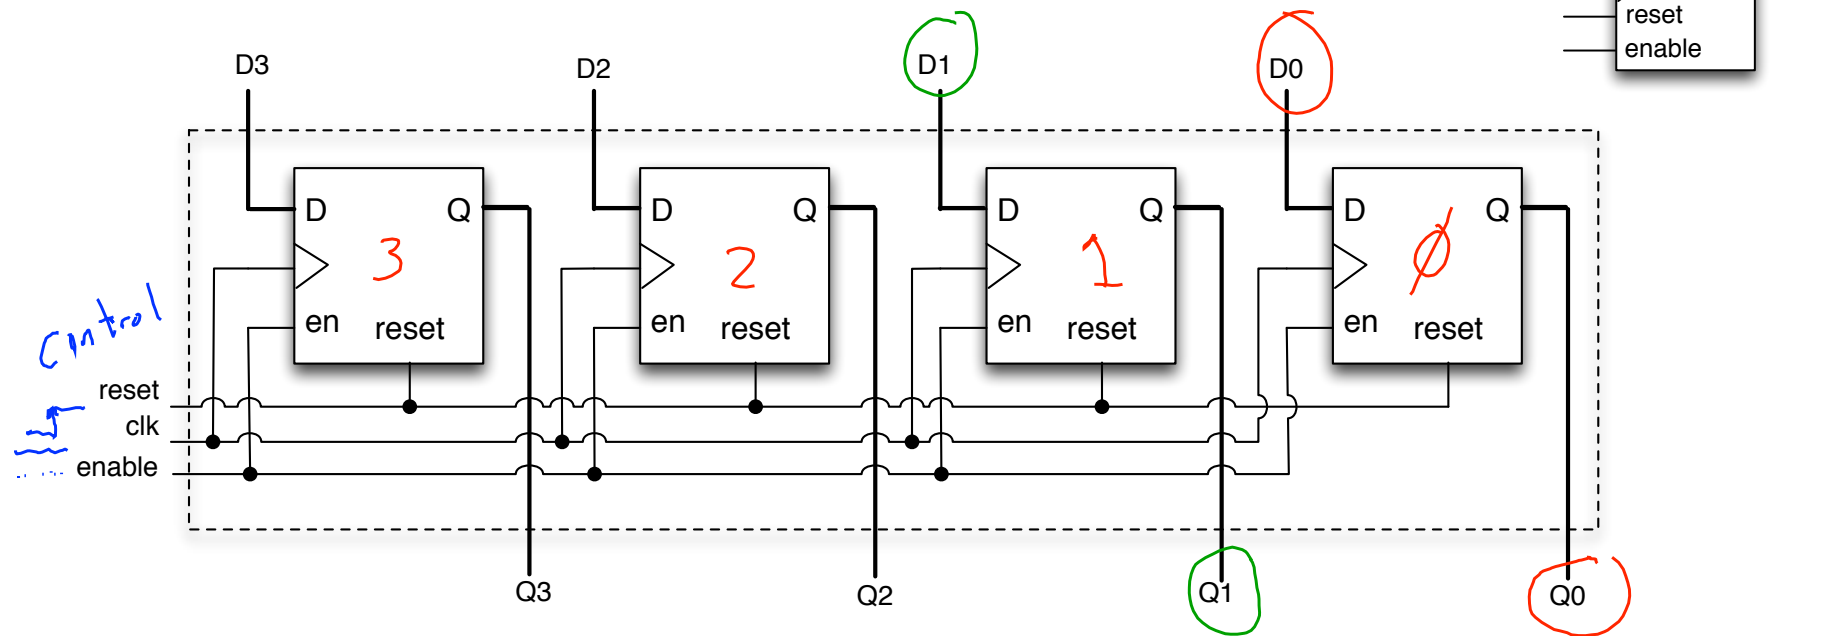 reset
enable
D3 D2 D1 D0
D Q D Q D Q D Q
3 2 1 0
en reset en reset en reset en reset
Control
reset
clk
enable
Q3 Q2 Q1 Q0